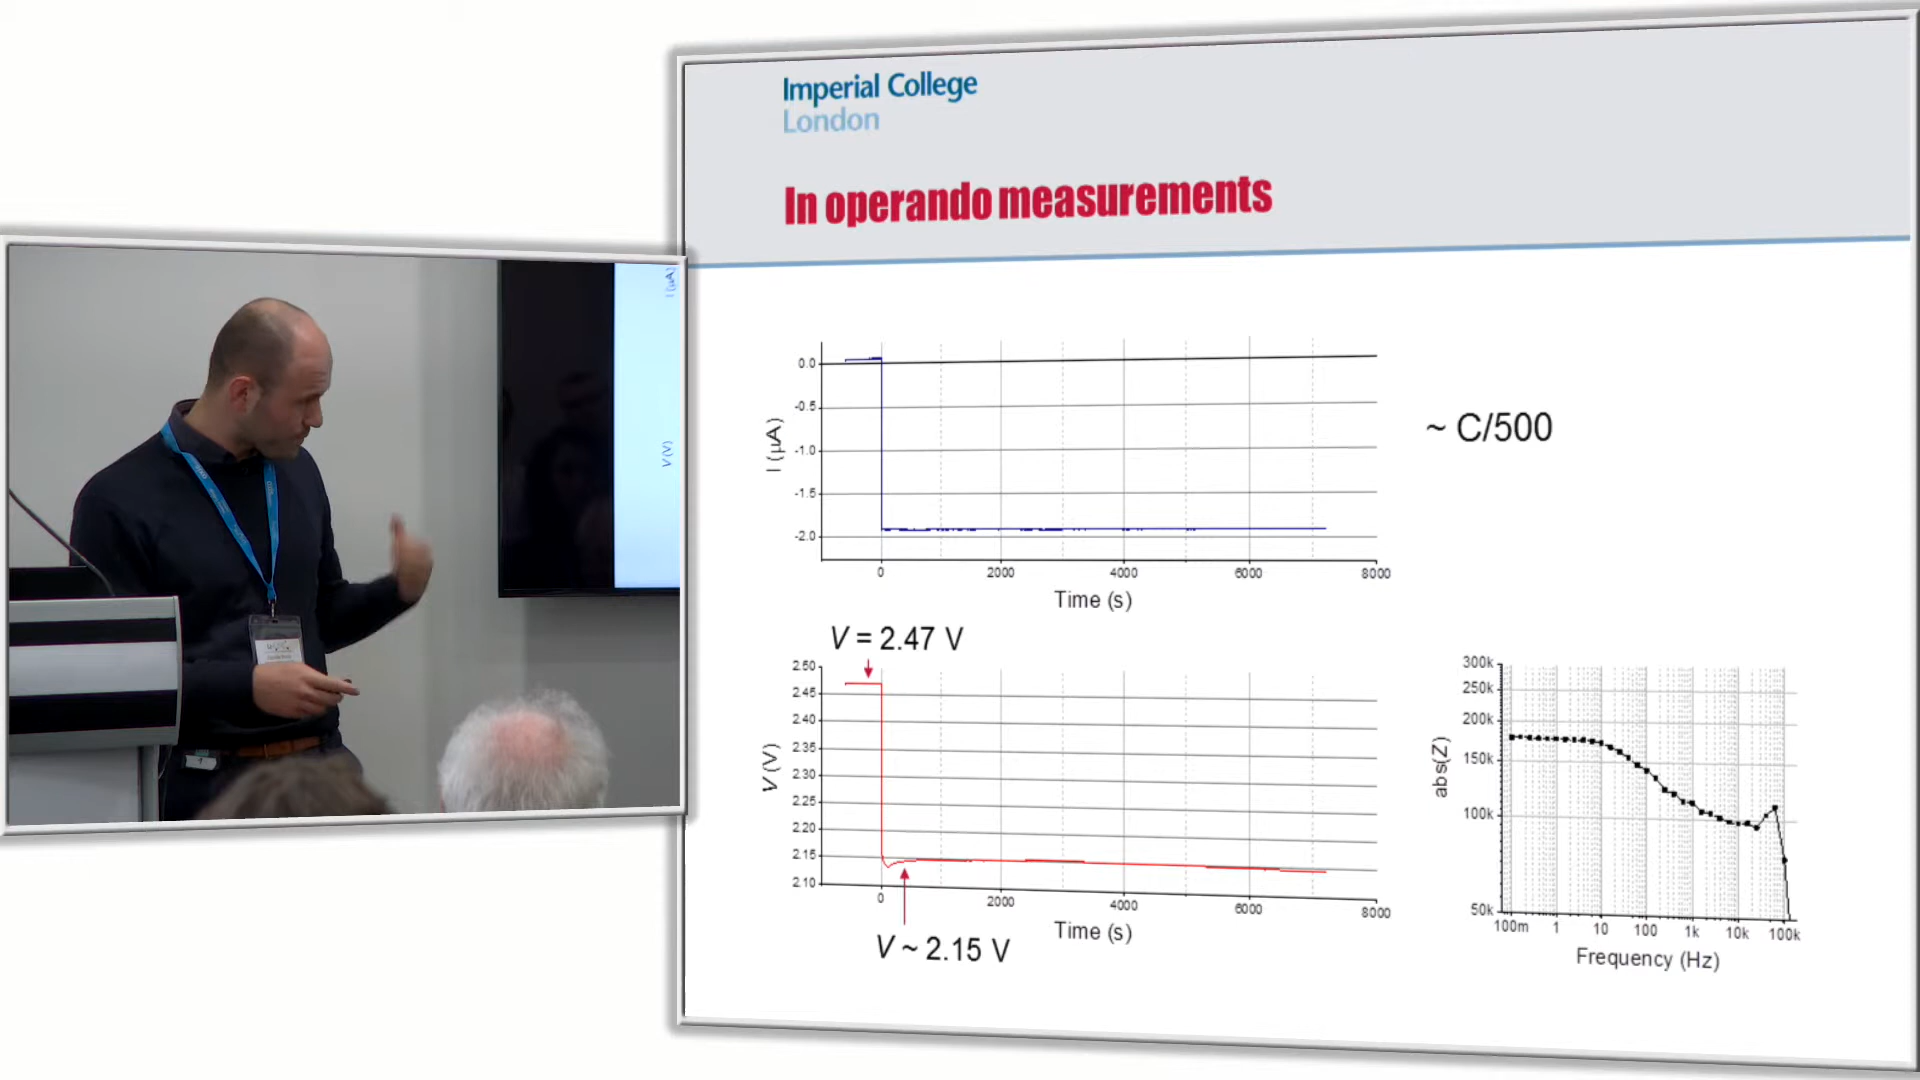 Imperial College
London
In operando measurements
0.0
-0.5
-1.0
-1.5
-2.0
I (µA)
0 2000 4000 6000 8000
Time (s)
~ C/500
V = 2.47 V
2.50
2.45
2.40
2.35
2.30
2.25
2.20
2.15
2.10
V (V)
0 2000 4000 6000 8000
Time (s)
V ~ 2.15 V
300k
250k
200k
150k
100k
50k
abs(Z)
100m 1 10 100 1k 10k 100k
Frequency (Hz)
I (µA)
V (V)